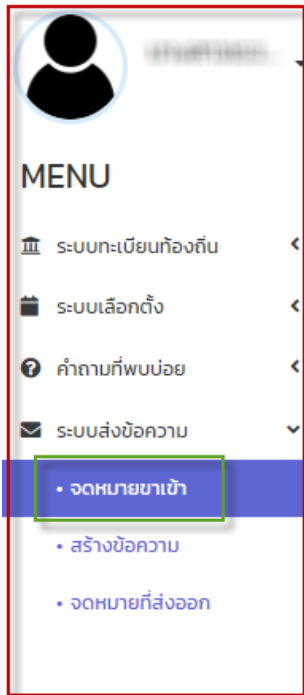 MENU
ระบบทะเบียนท้องถิ่น
ระบบเลือกตั้ง
คำถามที่พบบ่อย
ระบบส่งข้อความ
• จดหมายขาเข้า
• สร้างข้อความ
• จดหมายที่ส่งออก